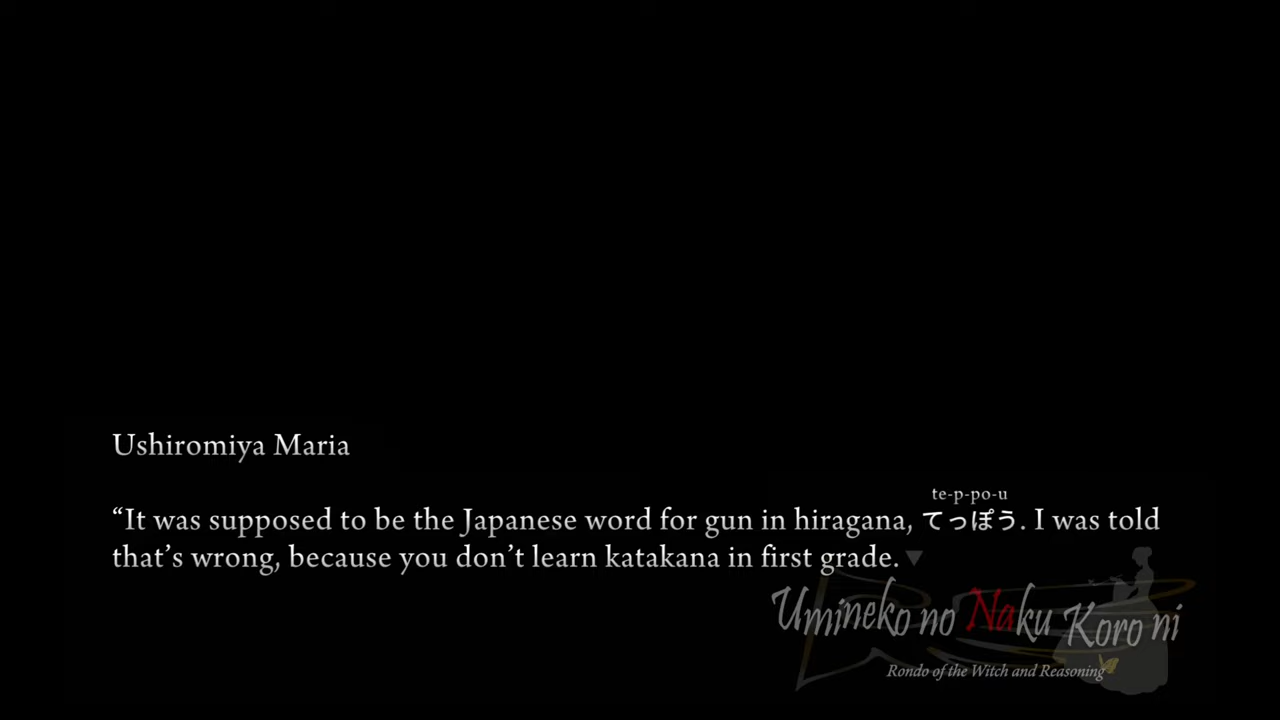 Ushiromiya Maria
te-p-po-u
“It was supposed to be the Japanese word for gun in hiragana, てっぽう. I was told
that’s wrong, because you don’t learn katakana in first grade.
Umineko no Naku Koro ni
Rondo of the Witch and Reasoning